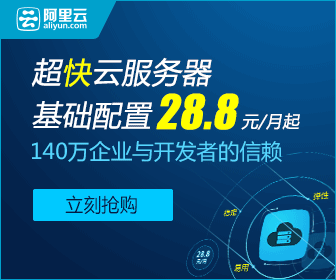 阿里云
aliyun.com
超快云服务器
基础配置 28.8 元/月起
140万企业与开发者的信赖
立刻抢购
弹性
稳定
28.8
元/月
易用